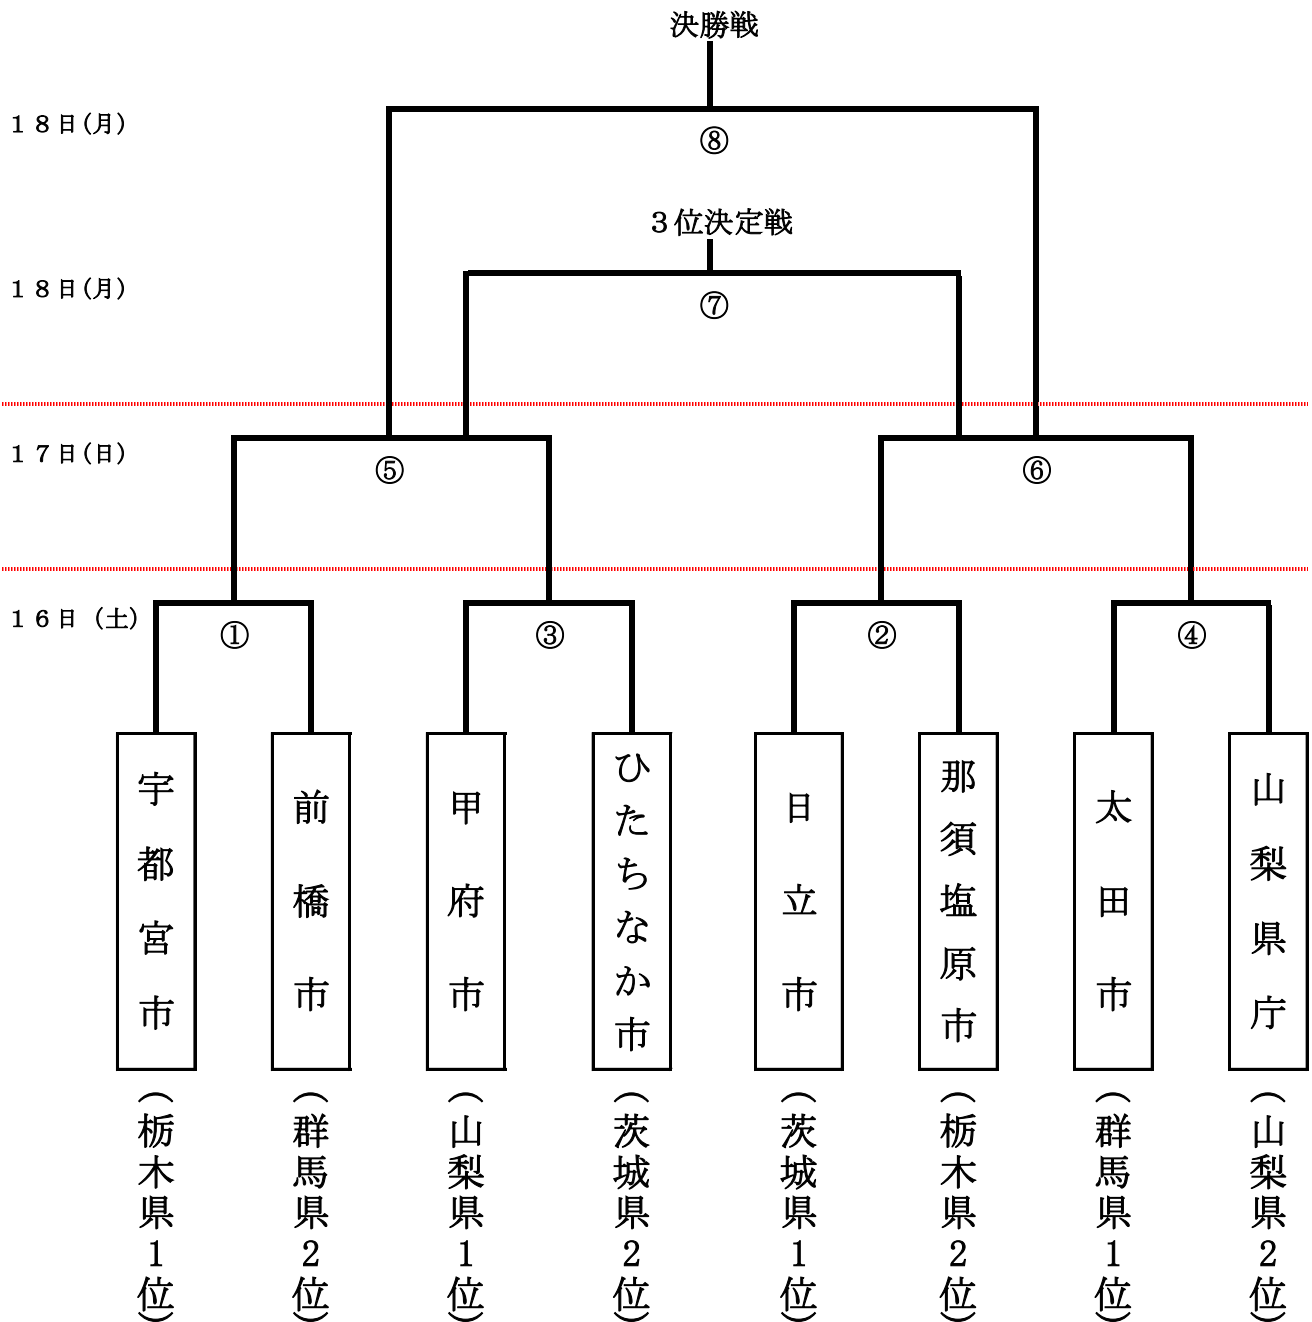 決勝戦
１８日(月)
⑧
３位決定戦
１８日(月)
⑦
１７日(日)
⑤
⑥
１６日 (土)
①
③
②
④
宇都宮市
前橋市
甲府市
ひたちなか市
日立市
那須塩原市
太田市
山梨県庁
(栃木県１位)
(群馬県２位)
(山梨県１位)
(茨城県２位)
(茨城県１位)
(栃木県２位)
(群馬県１位)
(山梨県２位)